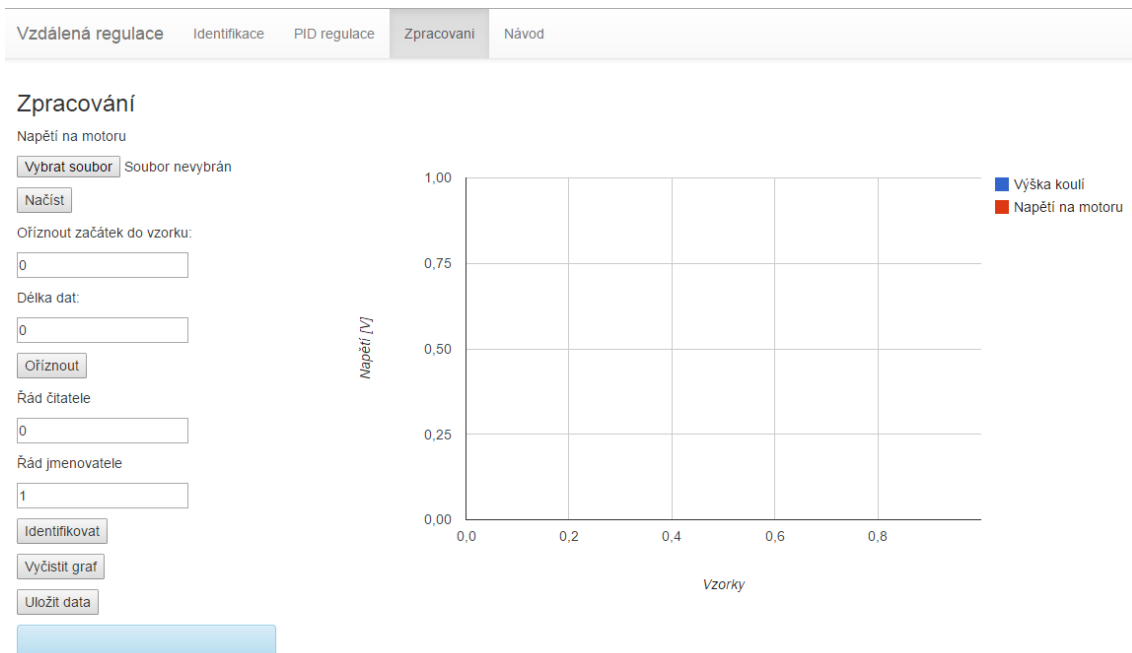 Vzdálená regulace Identifikace PID regulace Zpracovani Návod
Zpracování
Napětí na motoru
Vybrat soubor Soubor nevybrán
Načíst
Oříznout začátek do vzorku:
0
Délka dat:
0
Oříznout
Řád čitatele
0
Řád jmenovatele
1
Identifikovat
Vyčistit graf
Uložit data
Napětí [V]
1,00
0,75
0,50
0,25
0,00
0,0 0,2 0,4 0,6 0,8
Vzorky
Výška koulí
Napětí na motoru